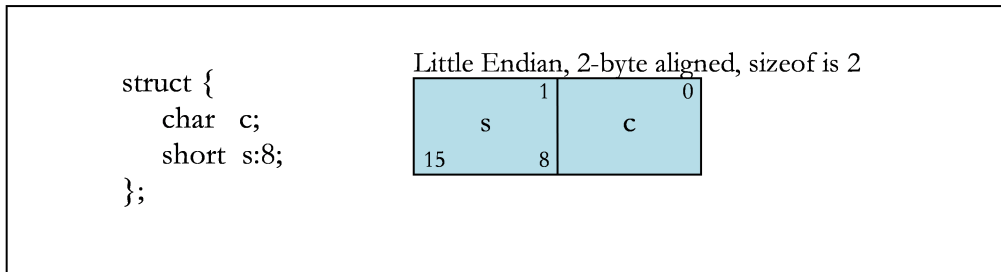 struct {
char c;
short s:8;
};
Little Endian, 2-byte aligned, sizeof is 2
1
0
s
c
15
8